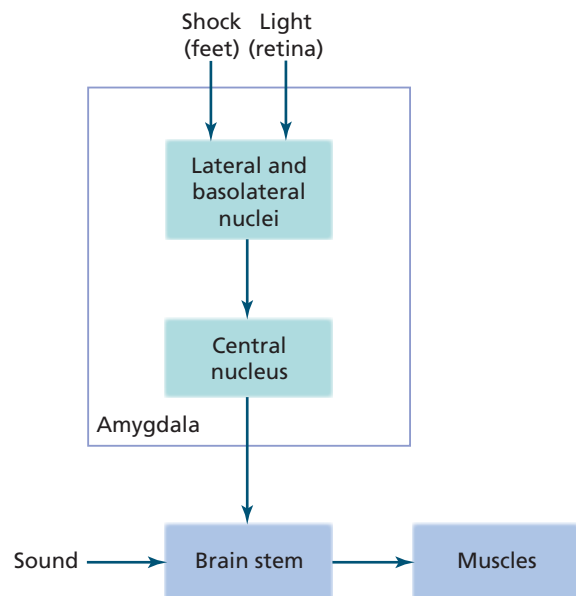 Shock Light
(feet) (retina)
Lateral and
basolateral
nuclei
Central
nucleus
Amygdala
Sound
Brain stem
Muscles